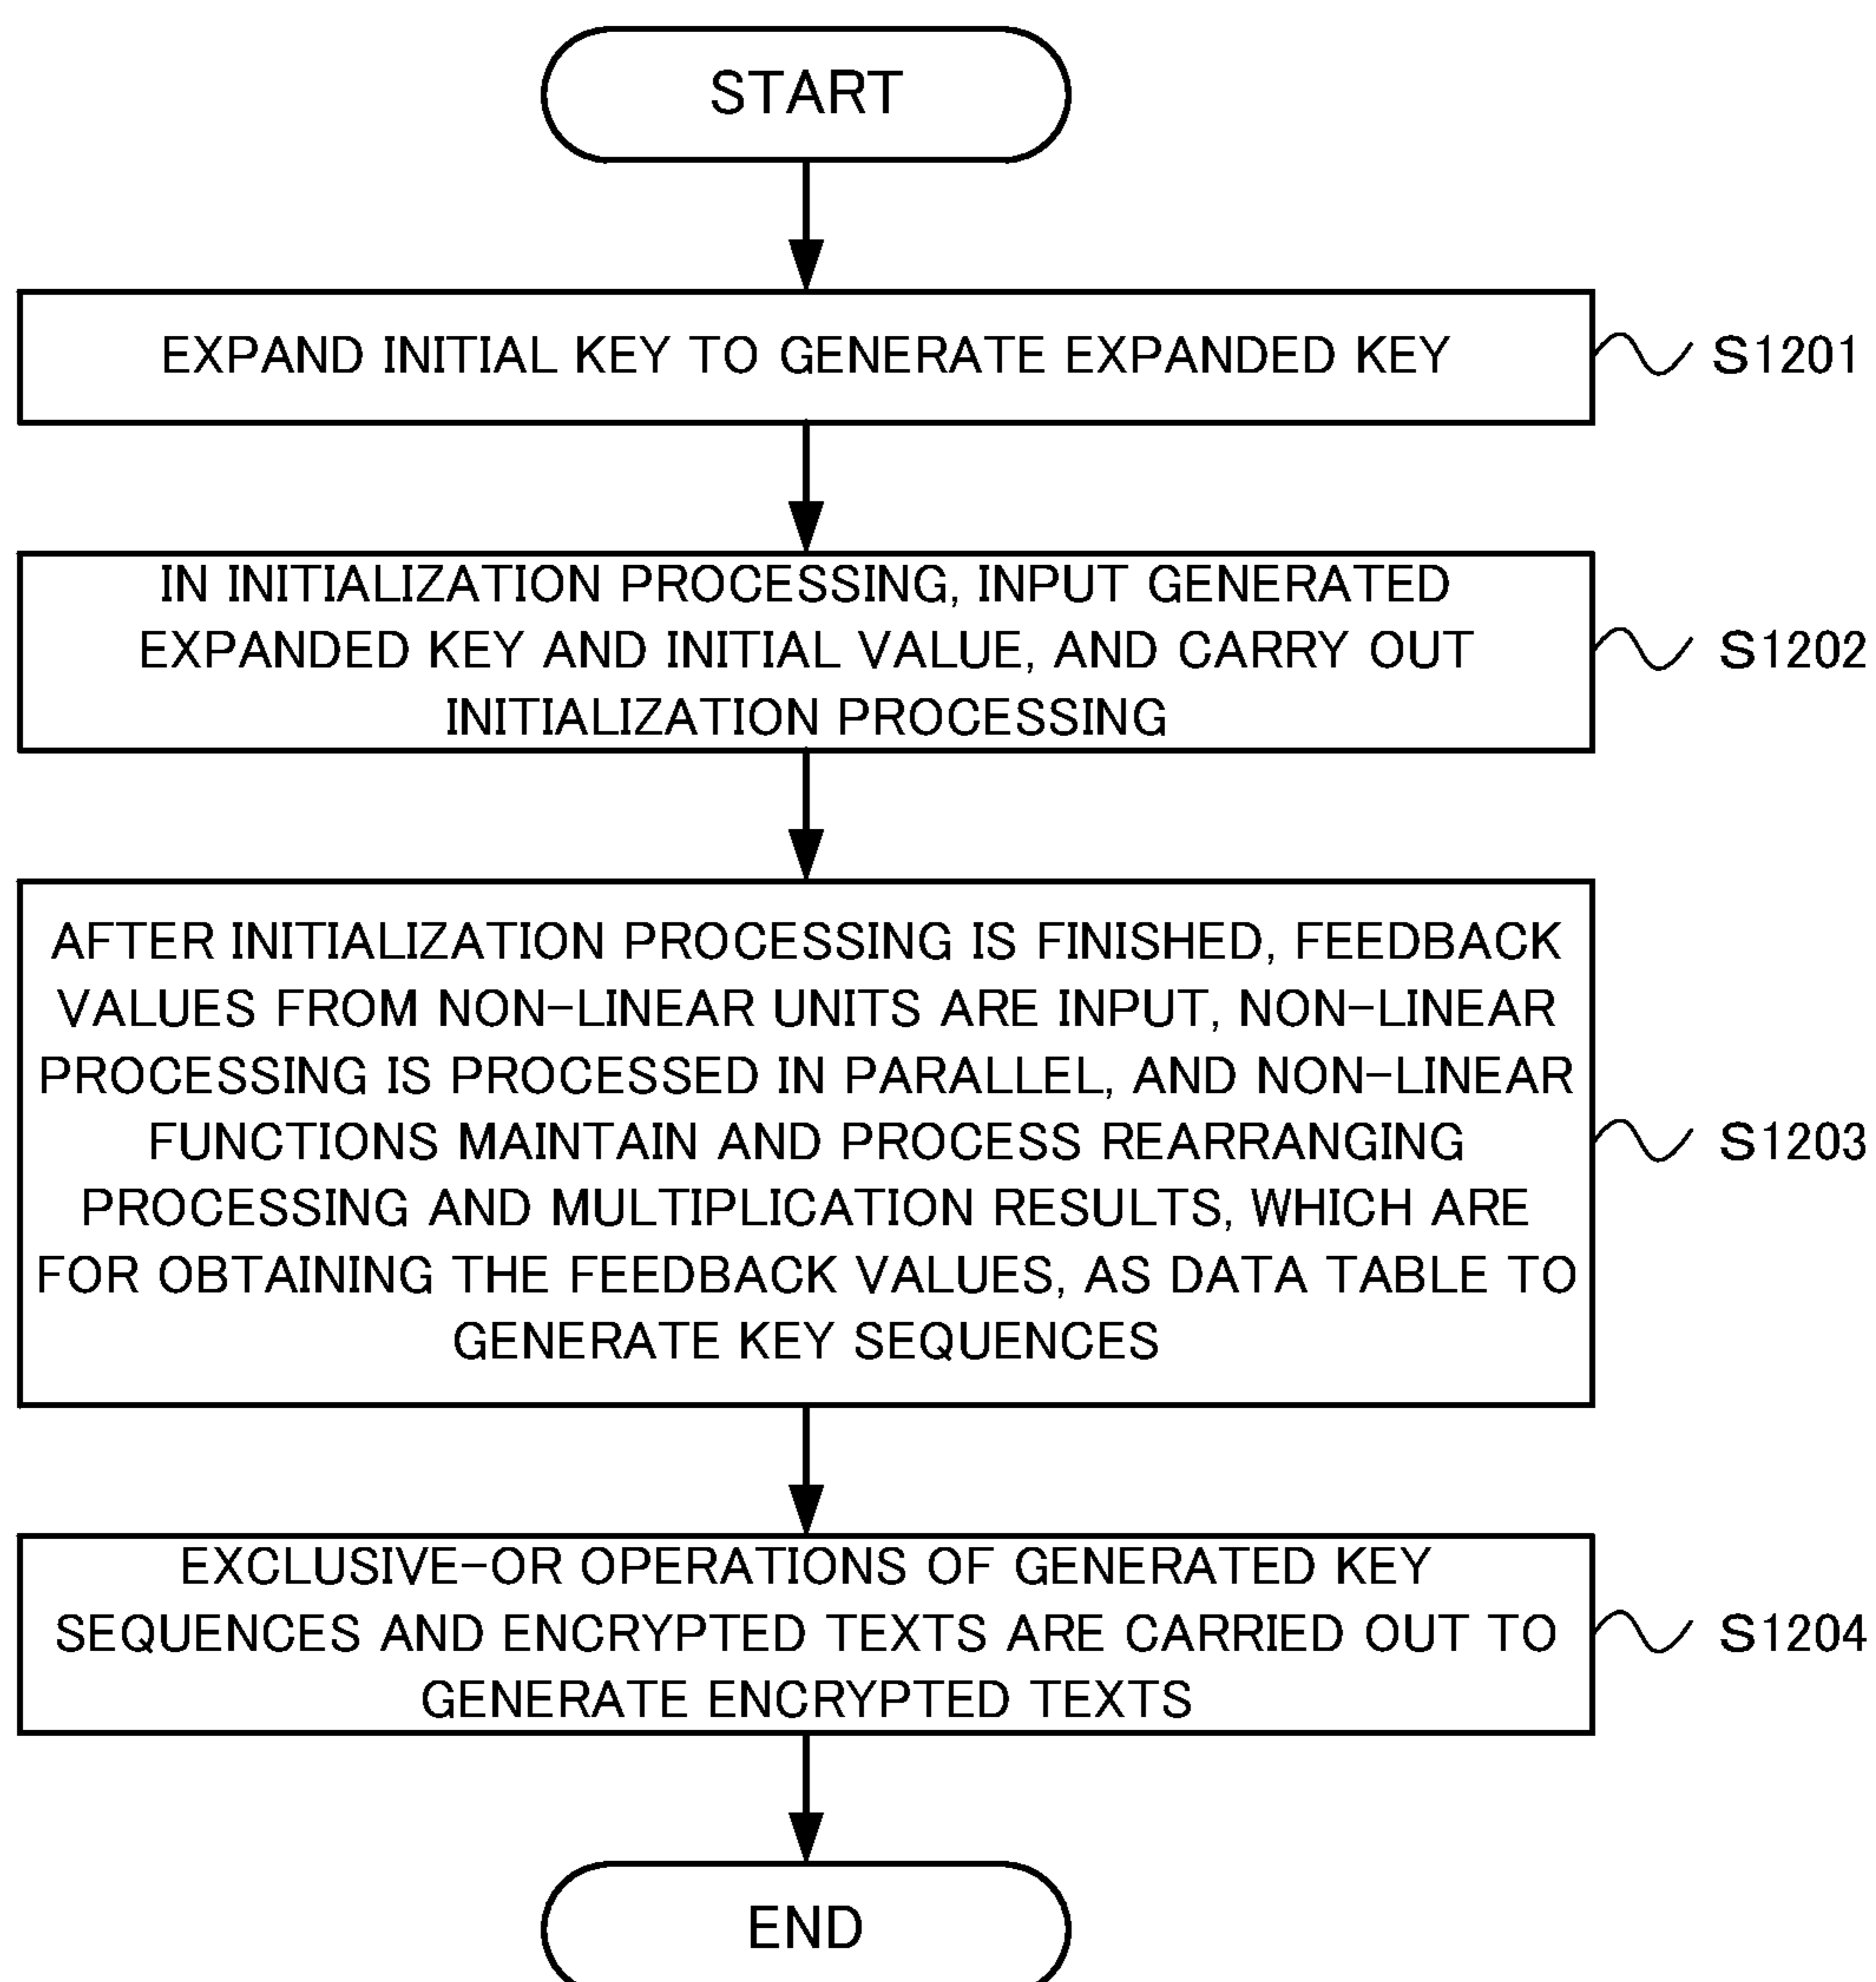 START
EXPAND INITIAL KEY TO GENERATE EXPANDED KEY
S1201
IN INITIALIZATION PROCESSING, INPUT GENERATED
EXPANDED KEY AND INITIAL VALUE, AND CARRY OUT
INITIALIZATION PROCESSING
S1202
AFTER INITIALIZATION PROCESSING IS FINISHED, FEEDBACK
VALUES FROM NON-LINEAR UNITS ARE INPUT, NON-LINEAR
PROCESSING IS PROCESSED IN PARALLEL, AND NON-LINEAR
FUNCTIONS MAINTAIN AND PROCESS REARRANGING
PROCESSING AND MULTIPLICATION RESULTS, WHICH ARE
FOR OBTAINING THE FEEDBACK VALUES, AS DATA TABLE TO
GENERATE KEY SEQUENCES
S1203
EXCLUSIVE-OR OPERATIONS OF GENERATED KEY
SEQUENCES AND ENCRYPTED TEXTS ARE CARRIED OUT TO
GENERATE ENCRYPTED TEXTS
S1204
END